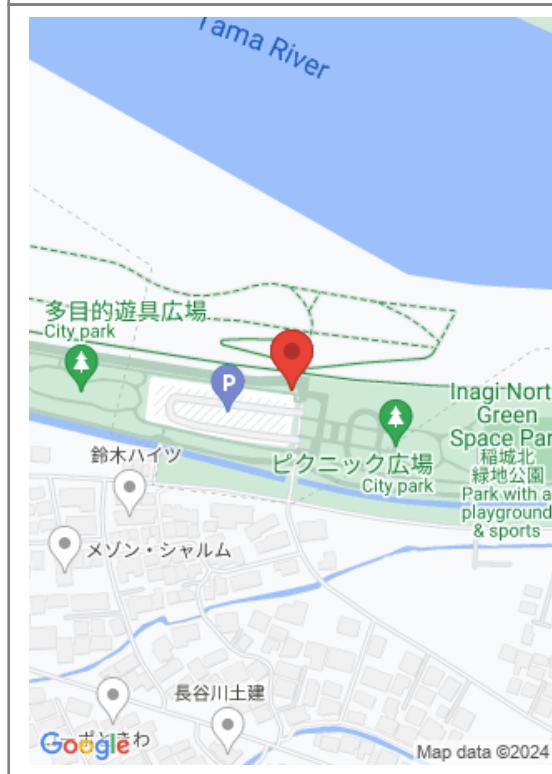 Tama River
多目的遊具広場
City park
P
Inagi Nort
Green
Space Par
稲城北
緑地公園
Park with a
playground
& sports
鈴木ハイツ
ピクニック広場
City park
メゾン・シャルム
長谷川土建
Google
Map data ©2024